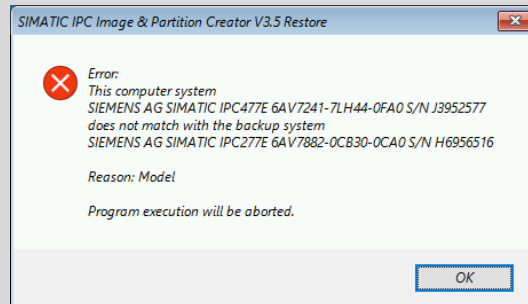 SIMATIC IPC Image & Partition Creator V3.5 Restore
Error:
This computer system
SIEMENS AG SIMATIC IPC477E 6AV7241-7LH44-0FA0 S/N J3952577
does not match with the backup system
SIEMENS AG SIMATIC IPC277E 6AV7882-0CB30-0CA0 S/N H6956516
Reason: Model
Program execution will be aborted.
OK